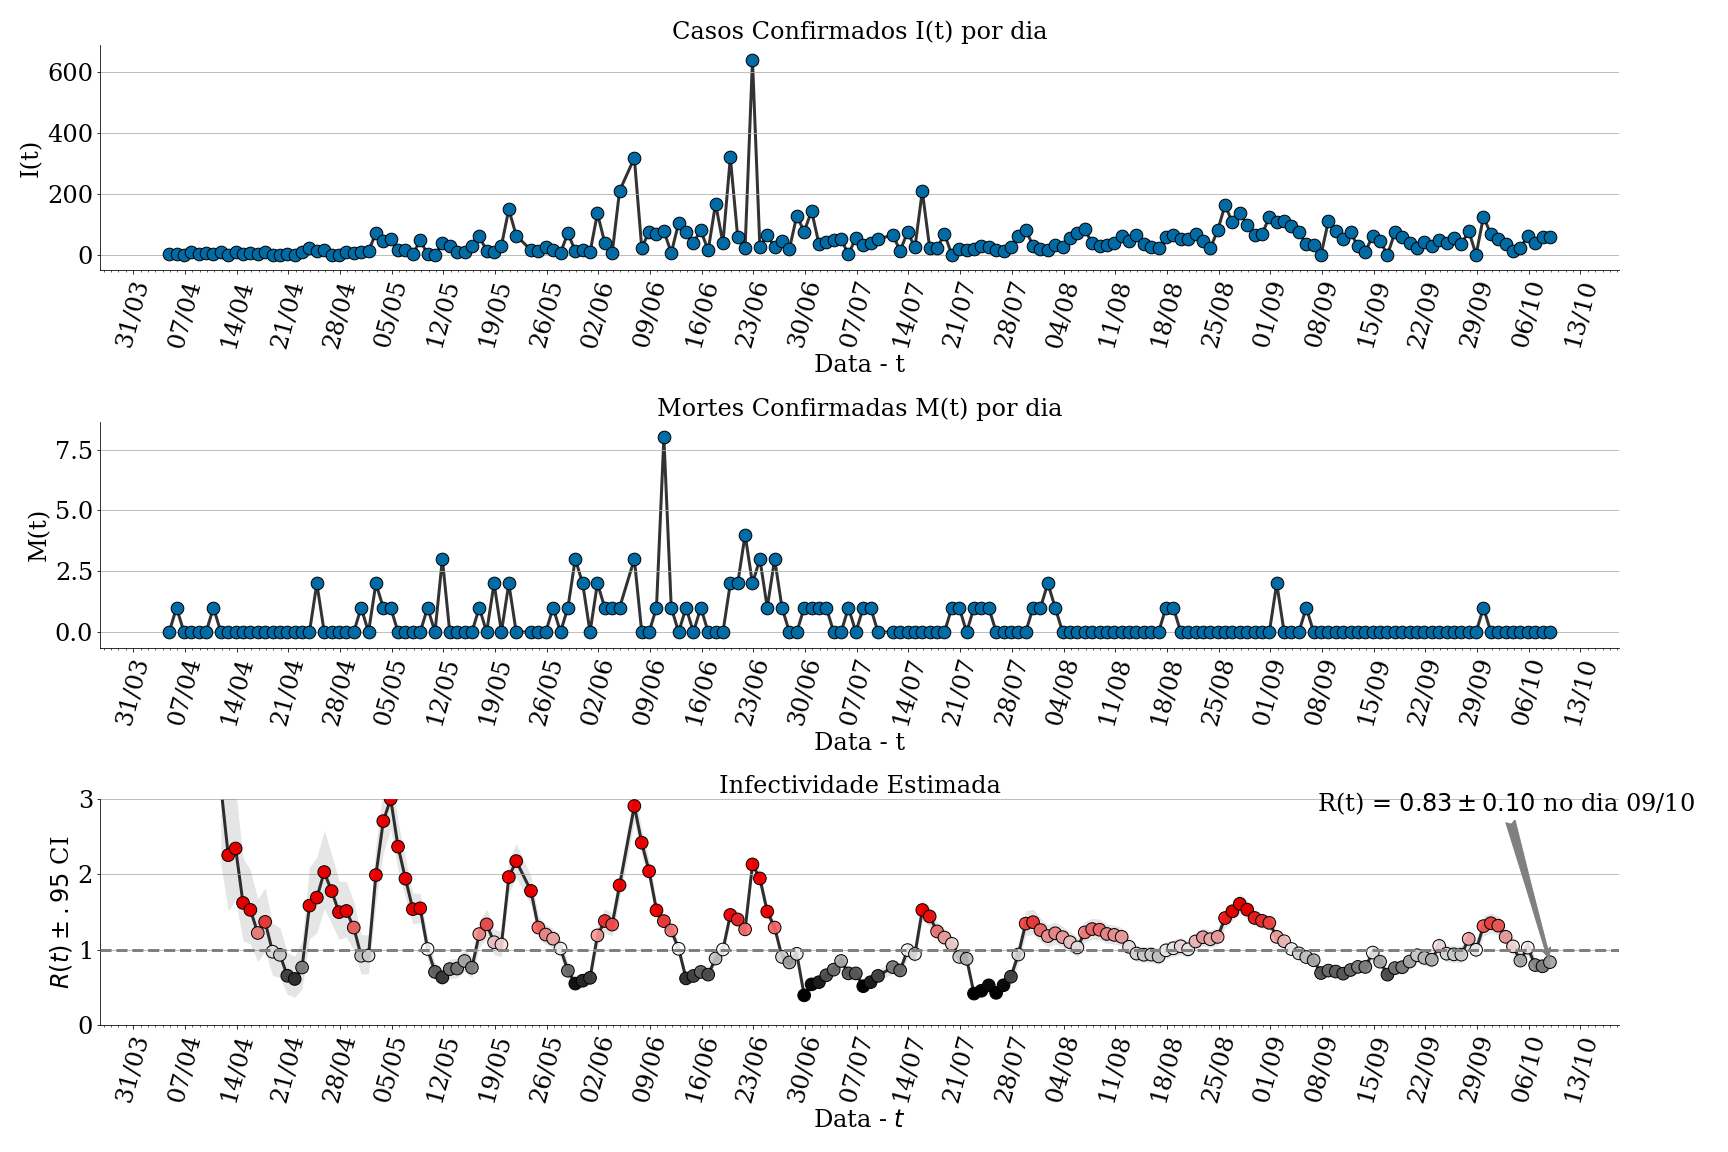 Casos Confirmados I(t) por dia
I(t)
600
400
200
0
31/03 07/04 14/04 21/04 28/04 05/05 12/05 19/05 26/05 02/06 09/06 16/06 23/06 30/06 07/07 14/07 21/07 28/07 04/08 11/08 18/08 25/08 01/09 08/09 15/09 22/09 29/09 06/10 13/10
Data - t
Mortes Confirmadas M(t) por dia
M(t)
7.5
5.0
2.5
0.0
31/03 07/04 14/04 21/04 28/04 05/05 12/05 19/05 26/05 02/06 09/06 16/06 23/06 30/06 07/07 14/07 21/07 28/07 04/08 11/08 18/08 25/08 01/09 08/09 15/09 22/09 29/09 06/10 13/10
Data - t
Infectividade Estimada
R(t) = 0.83 ± 0.10 no dia 09/10
R(t) ± .95 CI
3
2
1
0
31/03 07/04 14/04 21/04 28/04 05/05 12/05 19/05 26/05 02/06 09/06 16/06 23/06 30/06 07/07 14/07 21/07 28/07 04/08 11/08 18/08 25/08 01/09 08/09 15/09 22/09 29/09 06/10 13/10
Data - t